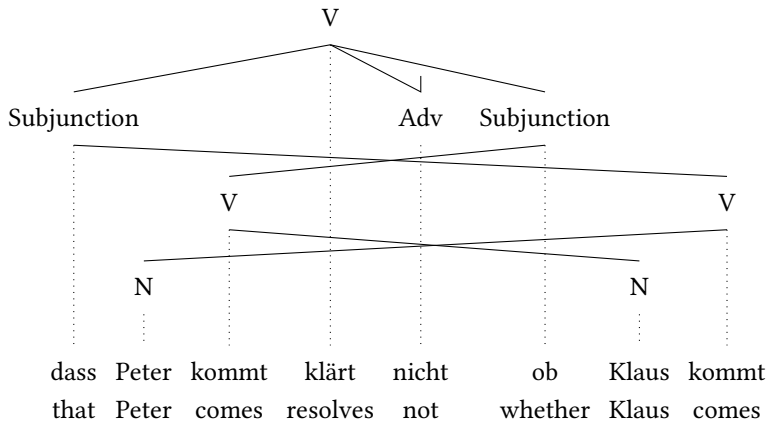 V
Subjunction Adv Subjunction
V V
N N
dass Peter kommt klärt nicht ob Klaus kommt
that Peter comes resolves not whether Klaus comes